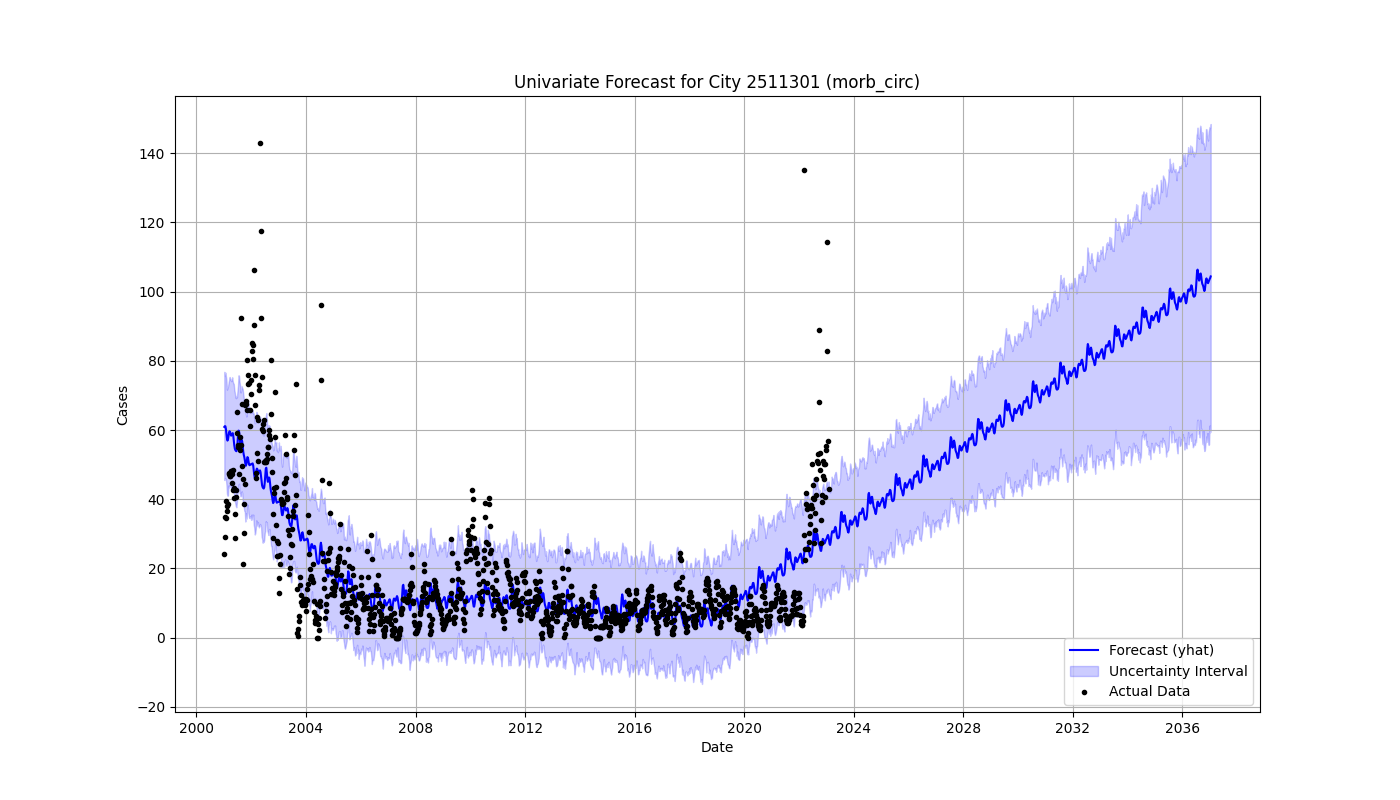 Univariate Forecast for City 2511301 (morb_circ)
140
120
100
80
60
40
20
0
−20
Cases
2000 2004 2008 2012 2016 2020 2024 2028 2032 2036
Date
Forecast (yhat)
Uncertainty Interval
Actual Data